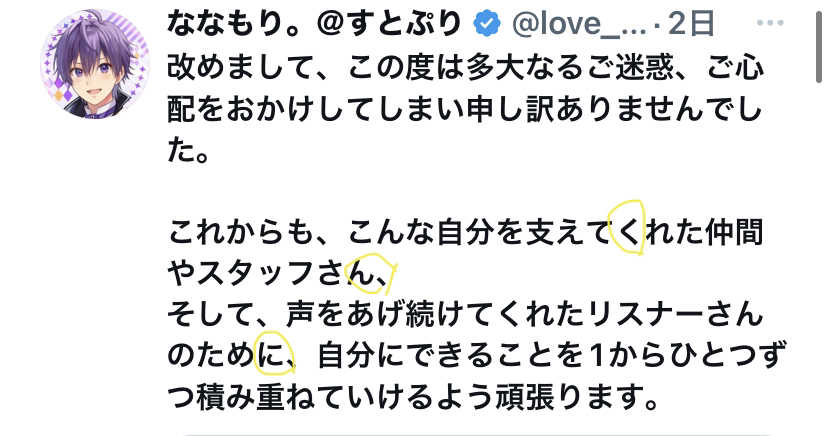 ななもり。@すとぷり @love_... · 2日
改めまして、この度は多大なるご迷惑、ご心
配をおかけしてしまい申し訳ありませんでし
た。
これからも、こんな自分を支えてくれた仲間
やスタッフさん、
そして、声をあげ続けてくれたリスナーさん
のために、自分にできることを1からひとつず
つ積み重ねていけるよう頑張ります。